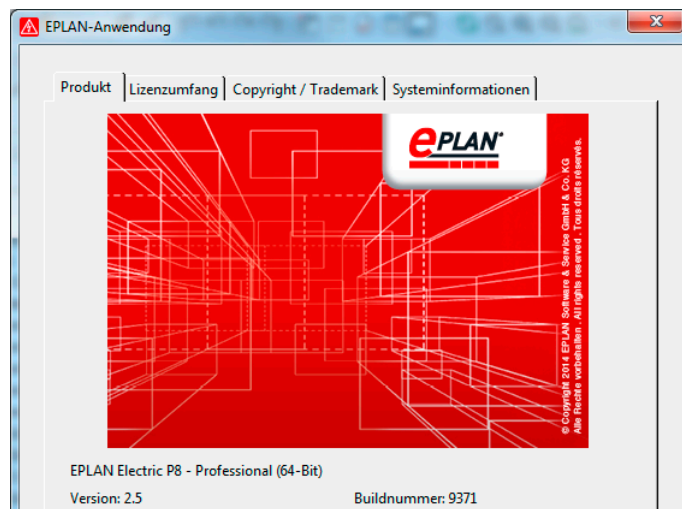 EPLAN-Anwendung
Produkt Lizenzumfang Copyright / Trademark Systeminformationen
ePLAN
© Copyright 2014 EPLAN Software & Service GmbH & Co. KG
Alle Rechte vorbehalten . All rights reserved . Tous droits réservés.
EPLAN Electric P8 - Professional (64-Bit)
Version: 2.5 Buildnummer: 9371